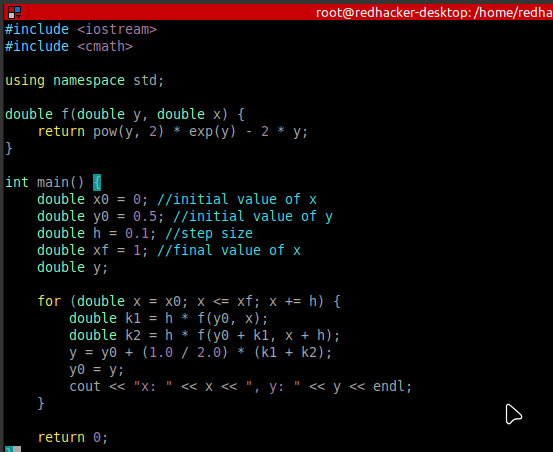 root@redhacker-desktop: /home/redha
#include <iostream>
#include <cmath>

using namespace std;

double f(double y, double x) {
    return pow(y, 2) * exp(y) - 2 * y;
}

int main() {
    double x0 = 0; //initial value of x
    double y0 = 0.5; //initial value of y
    double h = 0.1; //step size
    double xf = 1; //final value of x
    double y;

    for (double x = x0; x <= xf; x += h) {
        double k1 = h * f(y0, x);
        double k2 = h * f(y0 + k1, x + h);
        y = y0 + (1.0 / 2.0) * (k1 + k2);
        y0 = y;
        cout << "x: " << x << ", y: " << y << endl;
    }

    return 0;
}